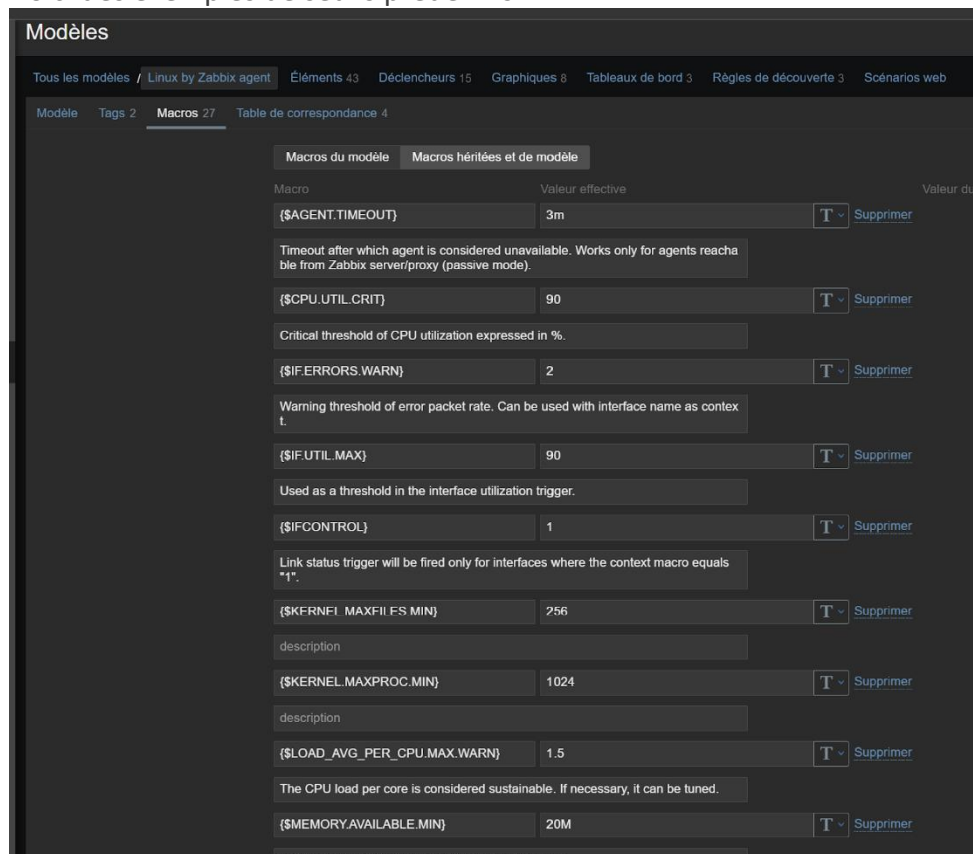 Modèles
Tous les modèles / Linux by Zabbix agent Éléments 43 Déclencheurs 15 Graphiques 8 Tableaux de bord 3 Règles de découverte 3 Scénarios web
Modèle Tags 2 Macros 27 Table de correspondance 4
Macros du modèle Macros héritées et de modèle
Macro Valeur effective Valeur du
{$AGENT.TIMEOUT} 3m T Supprimer
Timeout after which agent is considered unavailable. Works only for agents reacha
ble from Zabbix server/proxy (passive mode).
{$CPU.UTIL.CRIT} 90 T Supprimer
Critical threshold of CPU utilization expressed in %.
{$IF.ERRORS.WARN} 2 T Supprimer
Warning threshold of error packet rate. Can be used with interface name as contex
t.
{$IF.UTIL.MAX} 90 T Supprimer
Used as a threshold in the interface utilization trigger.
{$IFCONTROL} 1 T Supprimer
Link status trigger will be fired only for interfaces where the context macro equals
"1".
{$KERNEL.MAXFILES.MIN} 256 T Supprimer
description
{$KERNEL.MAXPROC.MIN} 1024 T Supprimer
description
{$LOAD_AVG_PER_CPU.MAX.WARN} 1.5 T Supprimer
The CPU load per core is considered sustainable. If necessary, it can be tuned.
{$MEMORY.AVAILABLE.MIN} 20M T Supprimer